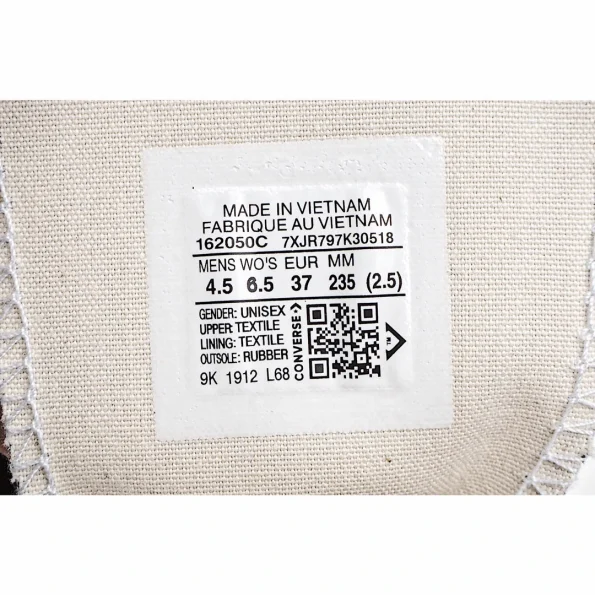 MADE IN VIETNAM
FABRIQUE AU VIETNAM
162050C 7XJR797K30518
MENS WO'S EUR MM
4.5 6.5 37 235 (2.5)
GENDER: UNISEX
UPPER: TEXTILE
LINING: TEXTILE
OUTSOLE: RUBBER
9K 1912 L68
CONVERSE
TM